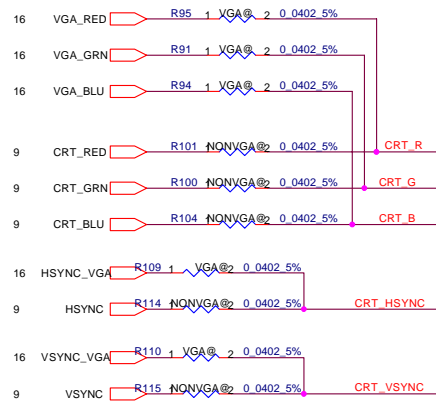 16 VGA_RED R95 1 VGA@ 2 0_0402_5%
16 VGA_GRN R91 1 VGA@ 2 0_0402_5%
16 VGA_BLU R94 1 VGA@ 2 0_0402_5%
9 CRT_RED R101 1 NONVGA@ 2 0_0402_5% CRT_R
9 CRT_GRN R100 1 NONVGA@ 2 0_0402_5% CRT_G
9 CRT_BLU R104 1 NONVGA@ 2 0_0402_5% CRT_B
16 HSYNC_VGA R109 1 VGA@ 2 0_0402_5%
9 HSYNC R114 1 NONVGA@ 2 0_0402_5% CRT_HSYNC
16 VSYNC_VGA R110 1 VGA@ 2 0_0402_5%
9 VSYNC R115 1 NONVGA@ 2 0_0402_5% CRT_VSYNC